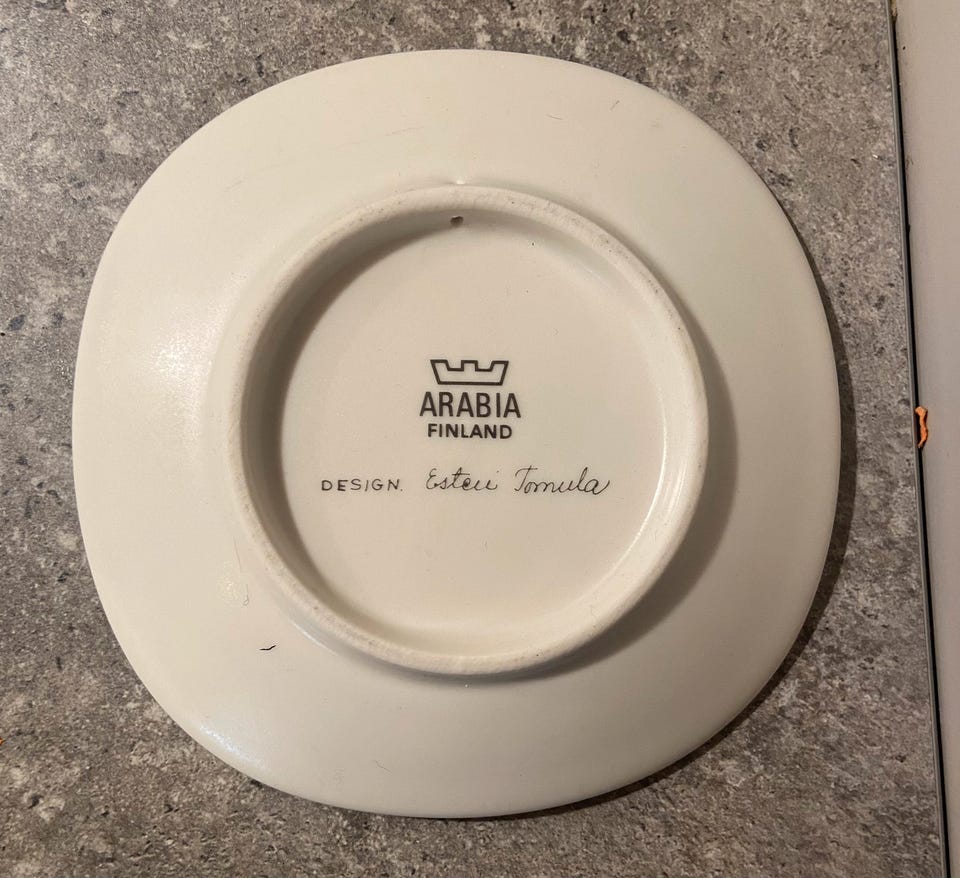 ARABIA
FINLAND
DESIGN. Esteri Tomula